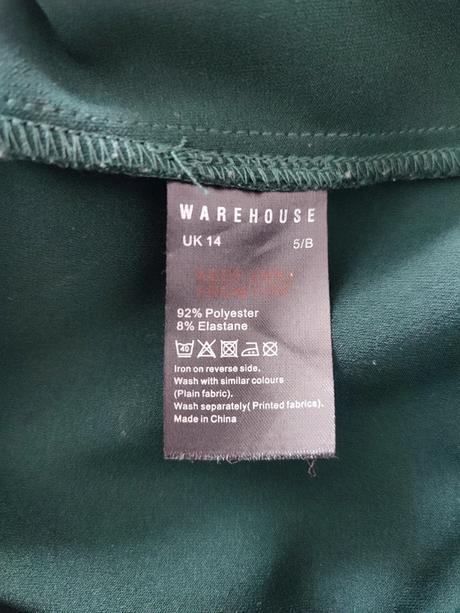 WAREHOUSE
UK 14 5/B
92% Polyester
8% Elastane
40
Iron on reverse side.
Wash with similar colours
(Plain fabric).
Wash separately( Printed fabrics).
Made in China